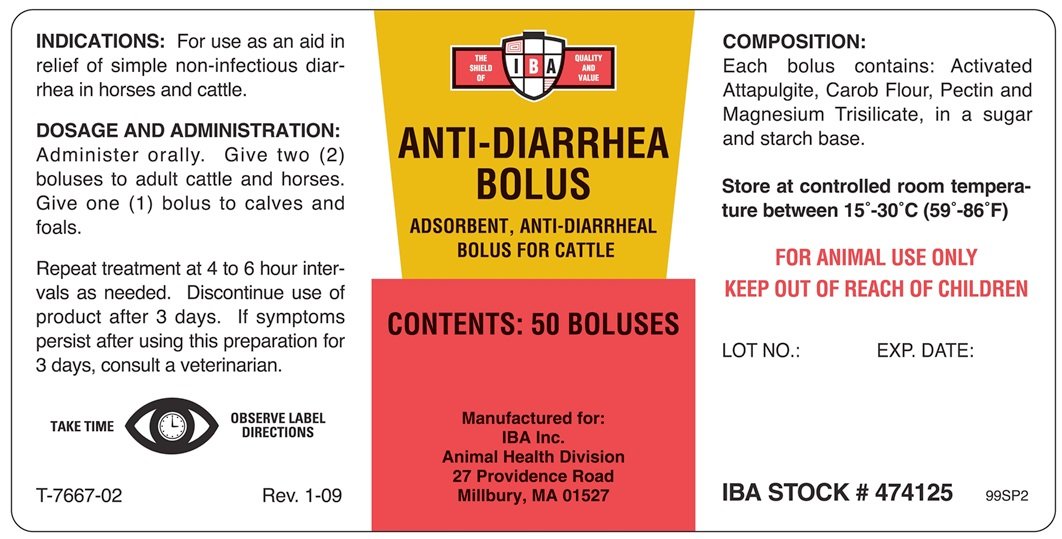 INDICATIONS: For use as an aid in
relief of simple non-infectious diar-
rhea in horses and cattle.
DOSAGE AND ADMINISTRATION:
Administer orally. Give two (2)
boluses to adult cattle and horses.
Give one (1) bolus to calves and
foals.
Repeat treatment at 4 to 6 hour inter-
vals as needed. Discontinue use of
product after 3 days. If symptoms
persist after using this preparation for
3 days, consult a veterinarian.
TAKE TIME
OBSERVE LABEL
DIRECTIONS
T-7667-02 Rev. 1-09
THE
SHIELD
OF
IBA
QUALITY
AND
VALUE
ANTI-DIARRHEA
BOLUS
ADSORBENT, ANTI-DIARRHEAL
BOLUS FOR CATTLE
CONTENTS: 50 BOLUSES
Manufactured for:
IBA Inc.
Animal Health Division
27 Providence Road
Millbury, MA 01527
COMPOSITION:
Each bolus contains: Activated
Attapulgite, Carob Flour, Pectin and
Magnesium Trisilicate, in a sugar
and starch base.
Store at controlled room tempera-
ture between 15˚-30˚C (59˚-86˚F)
FOR ANIMAL USE ONLY
KEEP OUT OF REACH OF CHILDREN
LOT NO.: EXP. DATE:
IBA STOCK # 474125 99SP2